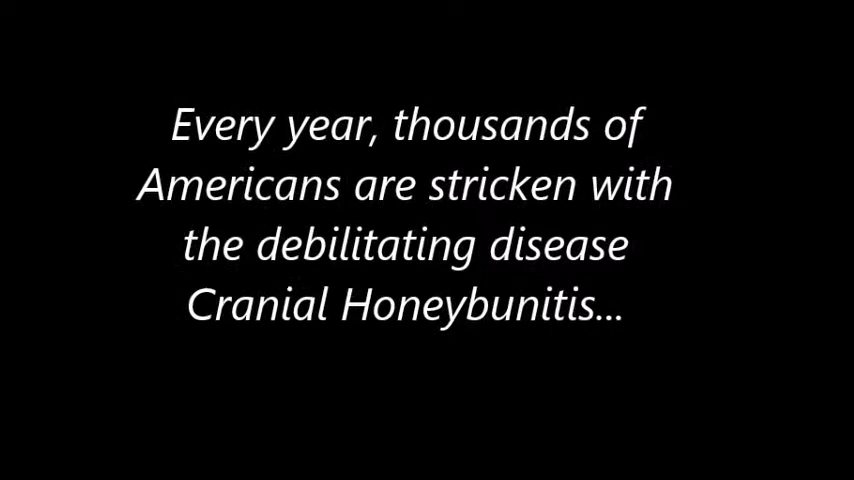 Every year, thousands of
Americans are stricken with
the debilitating disease
Cranial Honeybunitis...